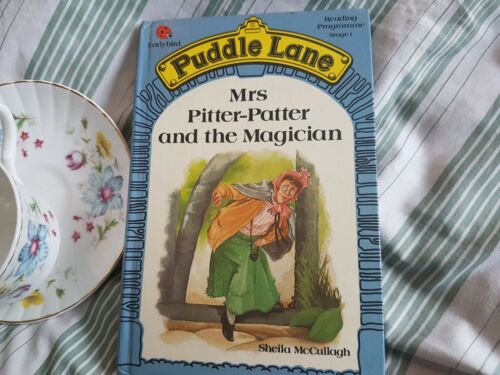 Ladybird
Reading
Programme
Stage 1
Puddle Lane
Mrs
Pitter-Patter
and the Magician
Sheila McCullagh